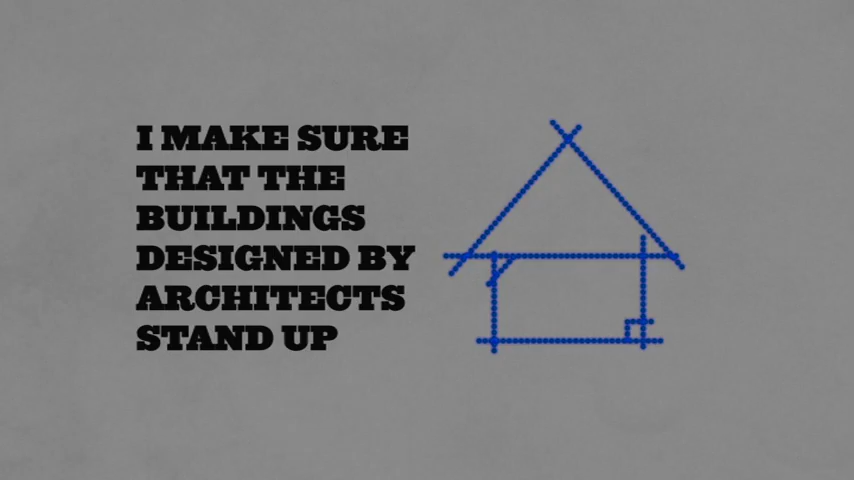 I MAKE SURE
THAT THE
BUILDINGS
DESIGNED BY
ARCHITECTS
STAND UP